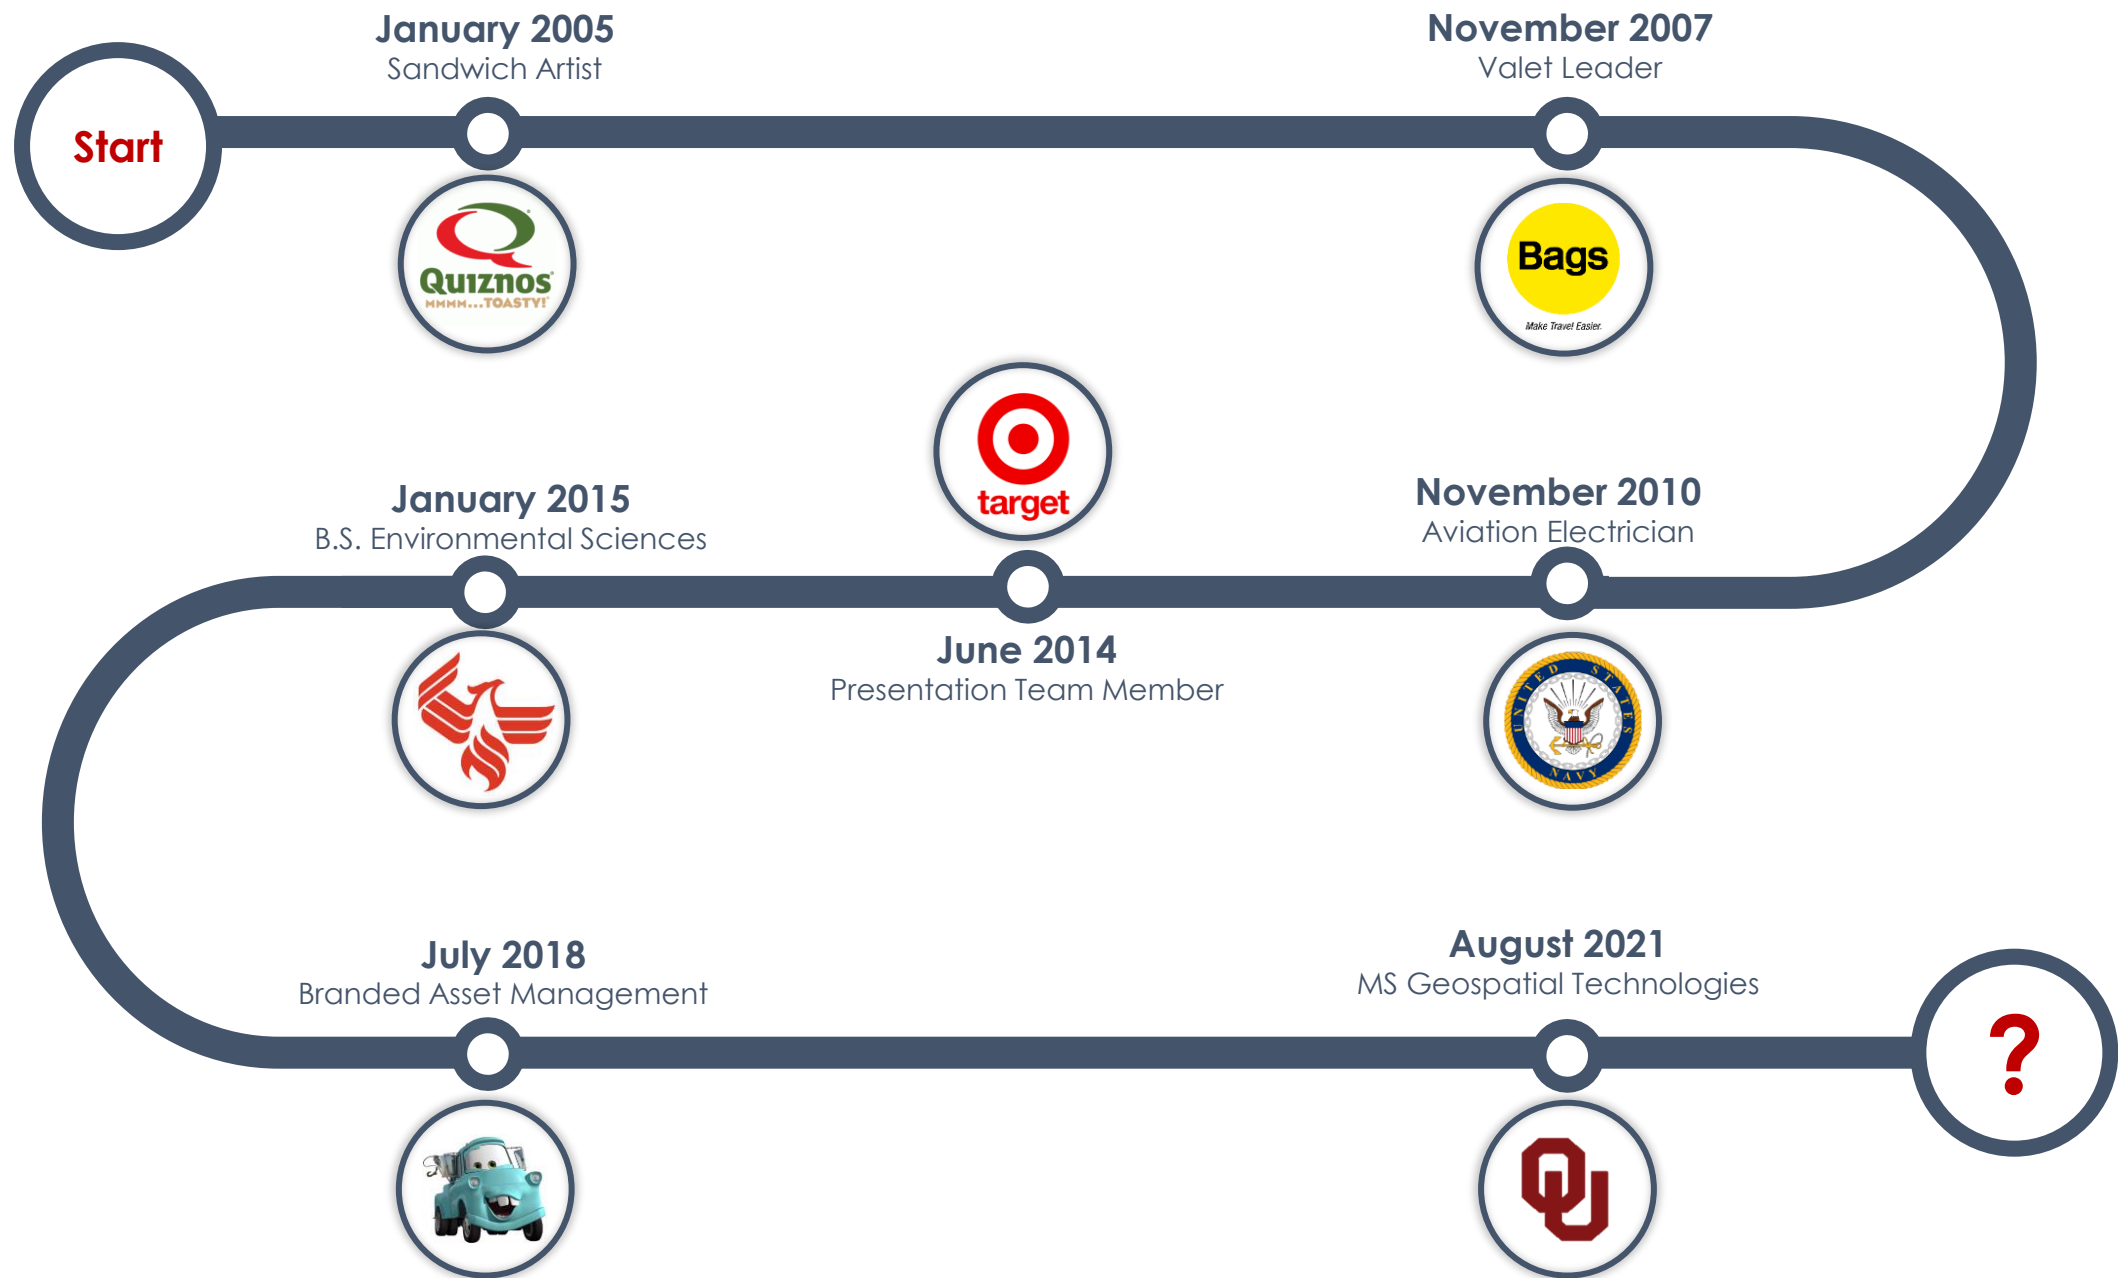 Start
January 2005
Sandwich Artist
Quiznos
MMMM...TOASTY!
November 2007
Valet Leader
Bags
Make Travel Easier.
November 2010
Aviation Electrician
UNITED STATES
NAVY
target
June 2014
Presentation Team Member
January 2015
B.S. Environmental Sciences
July 2018
Branded Asset Management
August 2021
MS Geospatial Technologies
OU
?